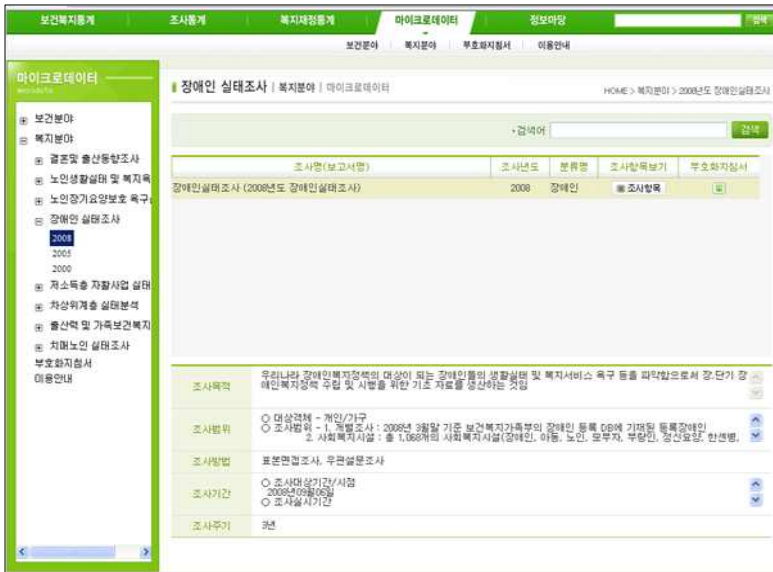 보건복지통계 조사통계 복지재정통계 마이크로데이터 정보마당 검색
보건분야 복지분야 부호화지침서 이용안내
마이크로데이터
microdata
보건분야
복지분야
결혼및 출산동향조사
노인생활실태 및 복지욕
노인장기요양보호 욕구
장애인 실태조사
2008
2005
2000
저소득층 자활사업 실태
차상위계층 실태분석
출산력 및 가족보건복지
치매노인 실태조사
부호화지침서
이용안내
장애인 실태조사 | 복지분야 | 마이크로데이터
HOME > 복지분야 > 2008년도 장애인실태조사
검색어 검색
조사명(보고서명) 조사년도 분류명 조사항목보기 부호화지침서
장애인실태조사 (2008년도 장애인실태조사) 2008 장애인 조사항목
조사목적 우리나라 장애인복지정책의 대상이 되는 장애인들의 생활실태 및 복지서비스 욕구 등을 파악함으로써 장.단기 장
애인복지정책 수립 및 시행을 위한 기초 자료를 생산하는 것임
조사범위 ○ 대상객체 - 개인/가구
○ 조사범위 - 1. 개별조사 : 2008년 3월말 기준 보건복지가족부의 장애인 등록 DB에 기재된 등록장애인
2. 사회복지시설 : 총 1,068개의 사회복지시설(장애인, 아동, 노인, 모부자, 부랑인, 정신요양, 한센병,
조사방법 표본면접조사, 우편설문조사
조사기간 ○ 조사대상기간/시점
2008년09월06일
○ 조사실시기간
조사주기 3년